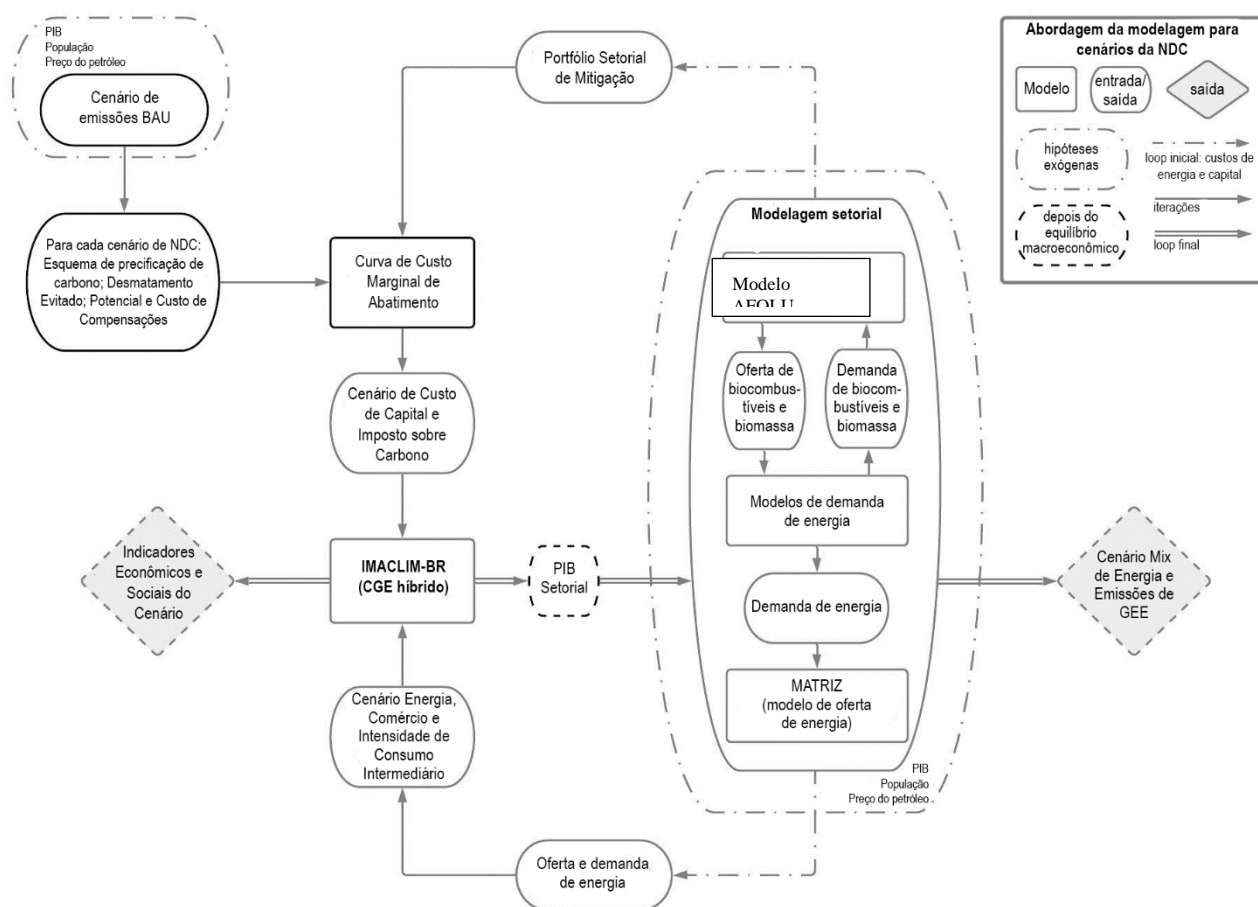 PIB
População
Preço do petróleo
Cenário de
emissões BAU
Portfólio Setorial
de Mitigação
Abordagem da modelagem para
cenários da NDC
Modelo
entrada/
saída
saída
hipóteses
exógenas
loop inicial: custos de
energia e capital
iterações
depois do
equilíbrio
macroeconômico
loop final
Para cada cenário de NDC:
Esquema de precificação de
carbono; Desmatamento
Evitado; Potencial e Custo de
Compensações
Curva de Custo
Marginal de
Abatimento
Cenário de Custo
de Capital e
Imposto sobre
Carbono
Modelagem setorial
Modelo
AFOLU
Oferta de
biocombus-
tíveis e
biomassa
Demanda
de biocom-
bustíveis e
biomassa
Modelos de demanda
de energia
Demanda de energia
MATRIZ
(modelo de oferta
de energia)
PIB
População
Preço do petróleo
Indicadores
Econômicos e
Sociais do
Cenário
IMACLIM-BR
(CGE híbrido)
PIB
Setorial
Cenário Mix
de Energia e
Emissões de
GEE
Cenário Energia,
Comércio e
Intensidade de
Consumo
Intermediário
Oferta e demanda
de energia